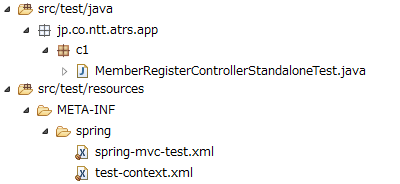 src/test/java
jp.co.ntt.atrs.app
c1
MemberRegisterControllerStandaloneTest.java
src/test/resources
META-INF
spring
spring-mvc-test.xml
test-context.xml